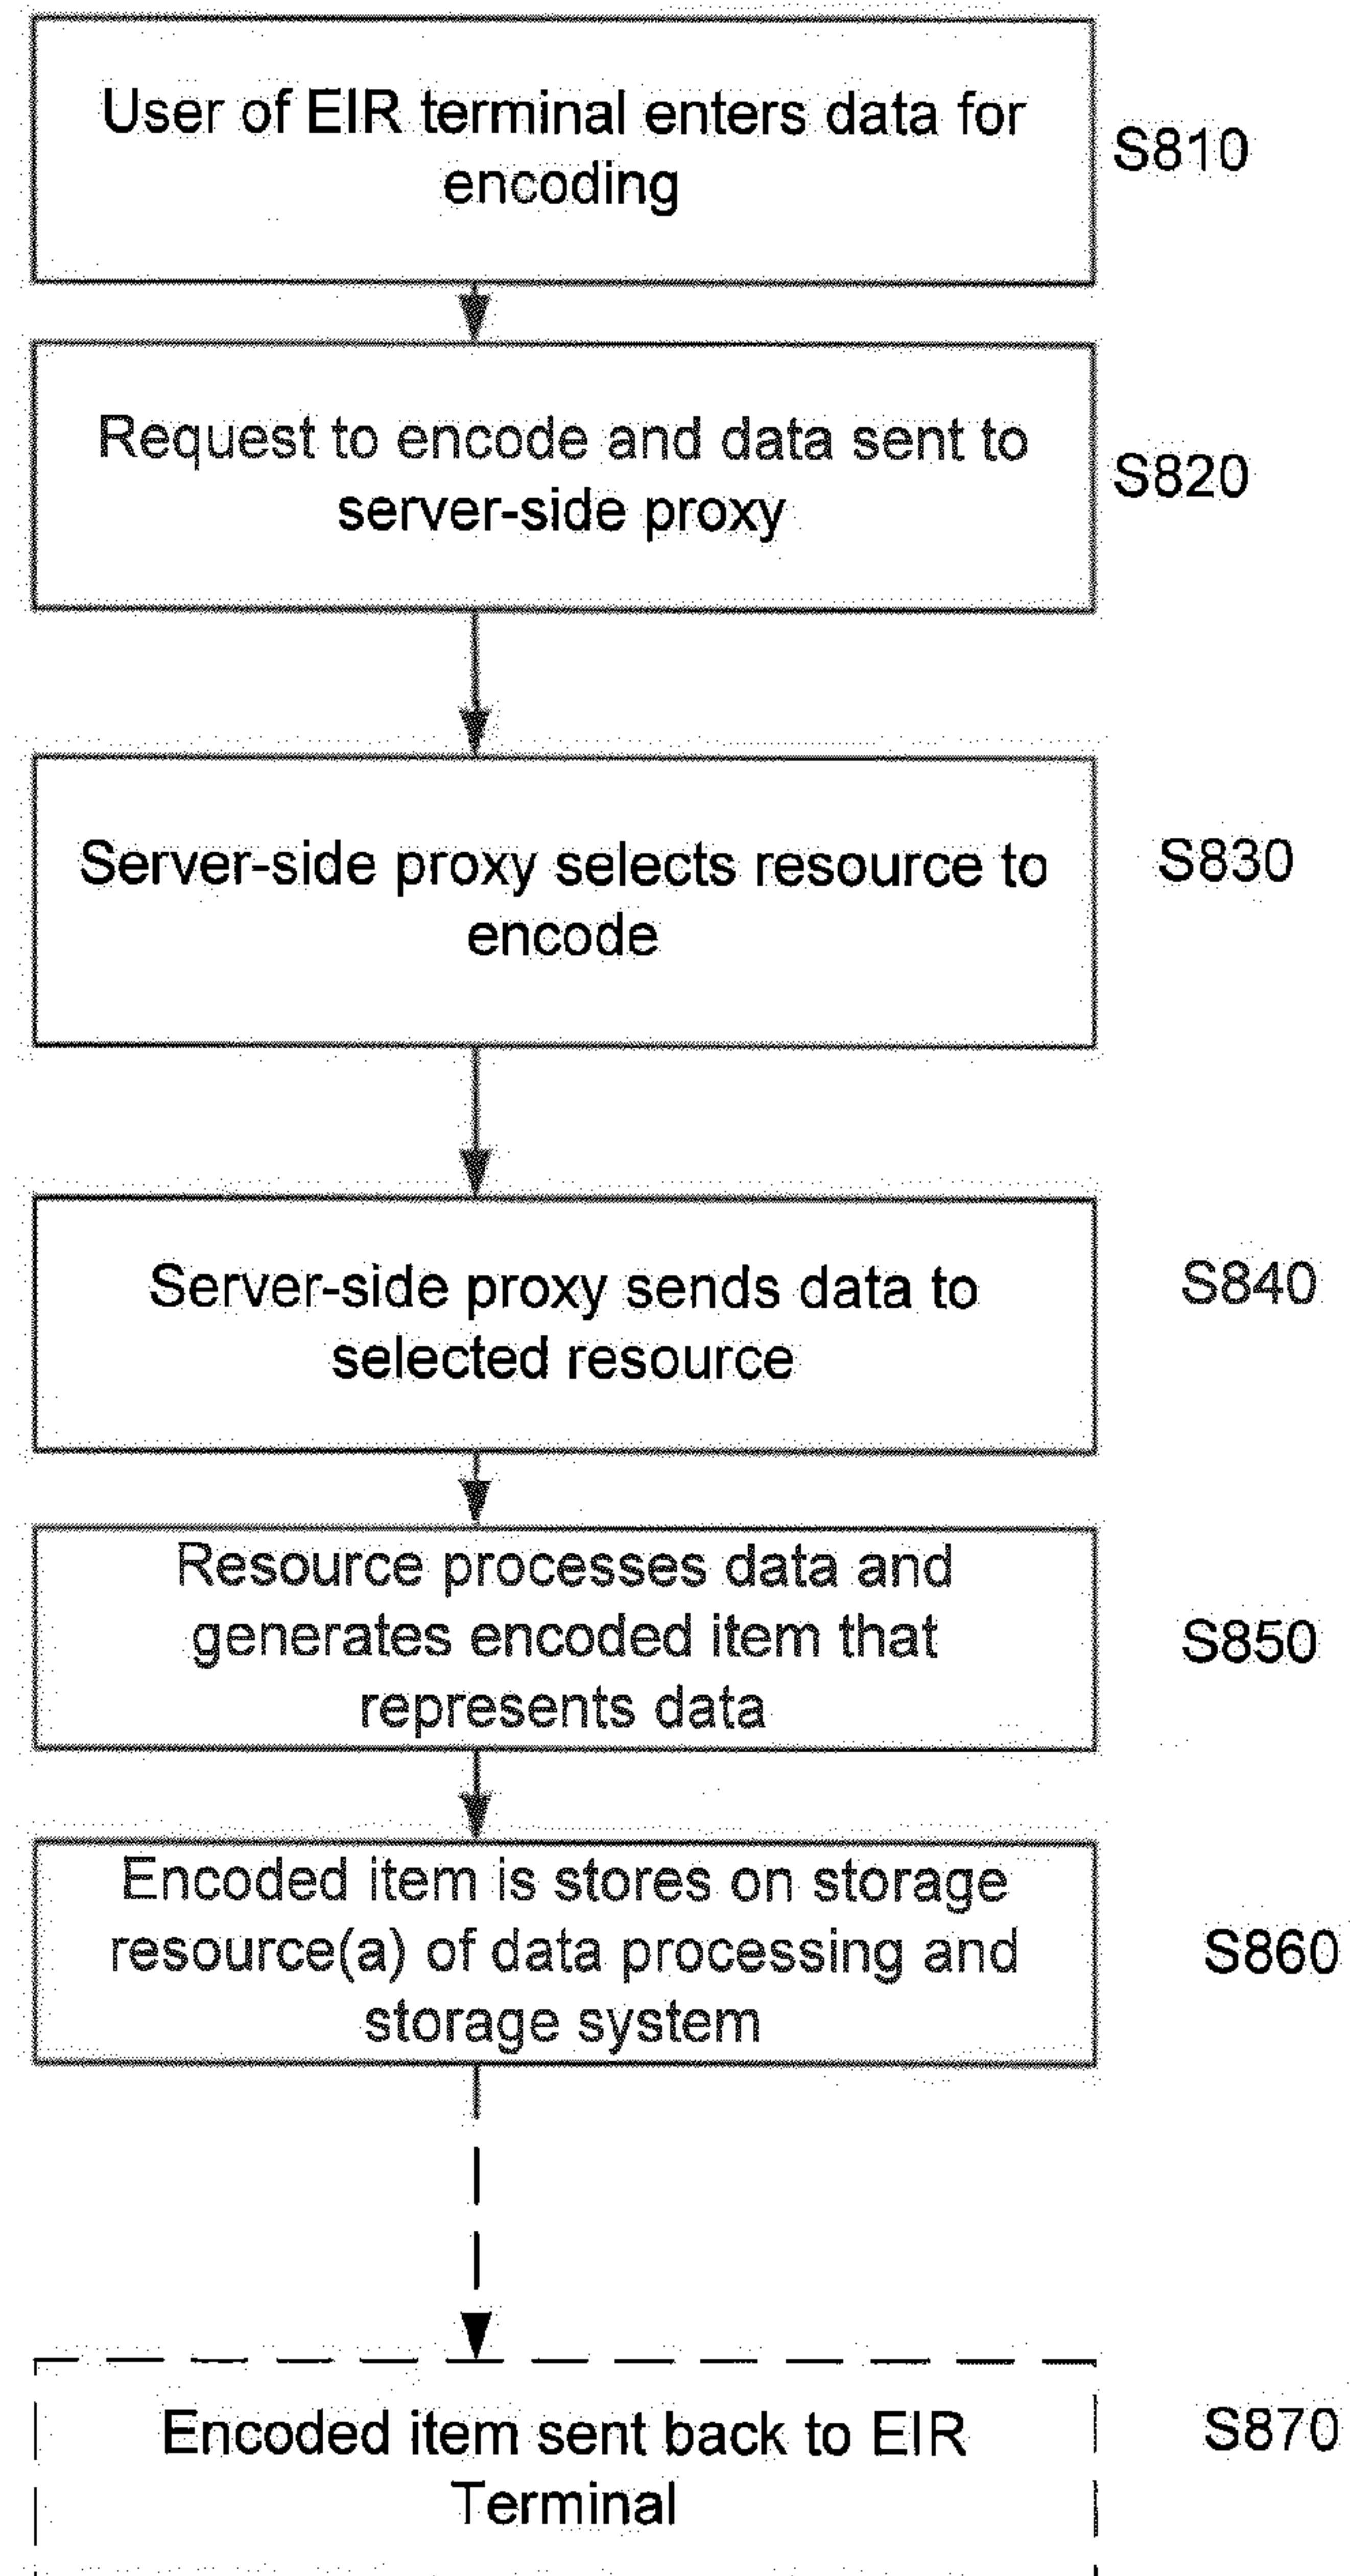 User of EIR terminal enters data for
encoding
S810
Request to encode and data sent to
server-side proxy
S820
Server-side proxy selects resource to
encode
S830
Server-side proxy sends data to
selected resource
S840
Resource processes data and
generates encoded item that
represents data
S850
Encoded item is stores on storage
resource(a) of data processing and
storage system
S860
Encoded item sent back to EIR
Terminal
S870